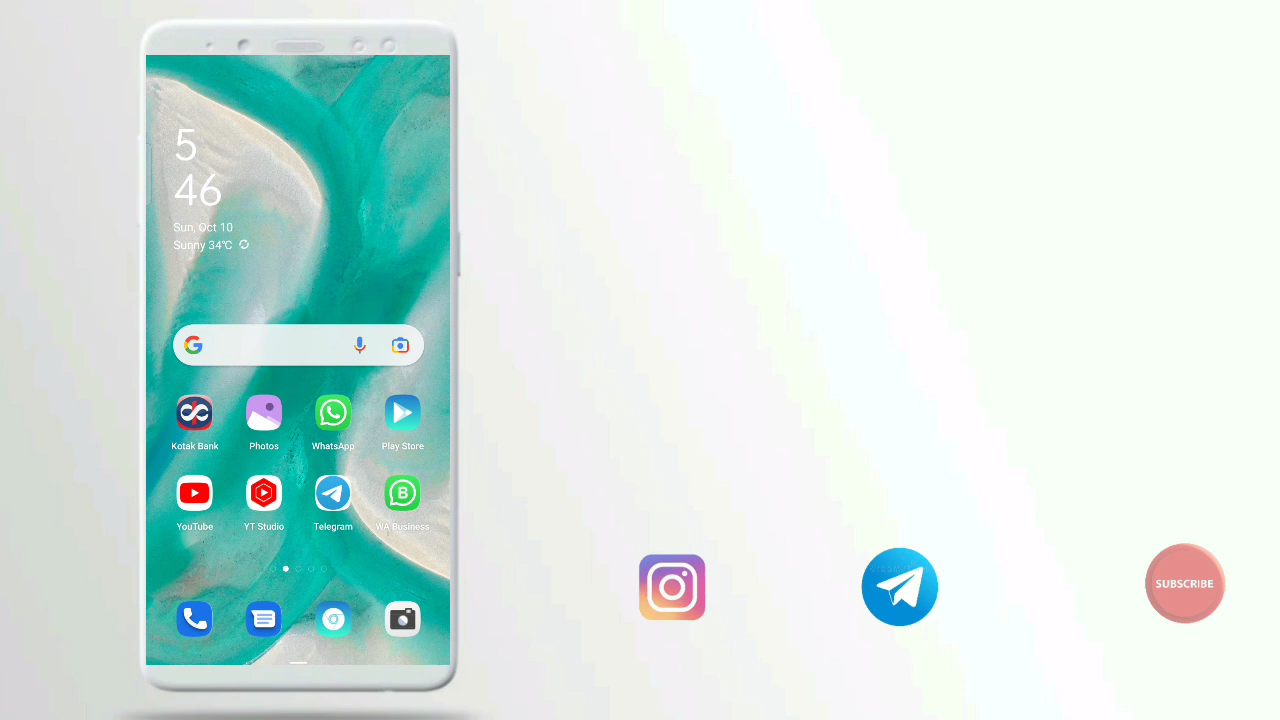 5
46
Sun, Oct 10
Sunny 34°C
Kotak Bank Photos WhatsApp Play Store
YouTube YT Studio Telegram WA Business
SUBSCRIBE